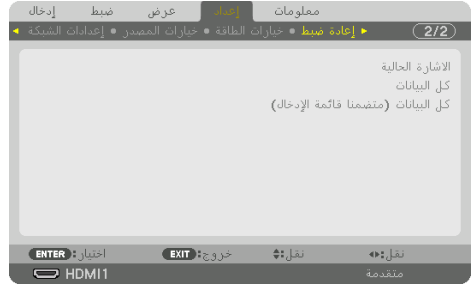 إدخال ضبط عرض إعداد معلومات
◄ إعدادات الشبكة • خيارات المصدر • خيارات الطاقة • إعادة ضبط ► 2/2
الاشارة الحالية
كل البيانات
كل البيانات (متضمنا قائمة الإدخال)
ENTER :اختيار EXIT :خروج نقل: نقل:
HDMI1 متقدمة